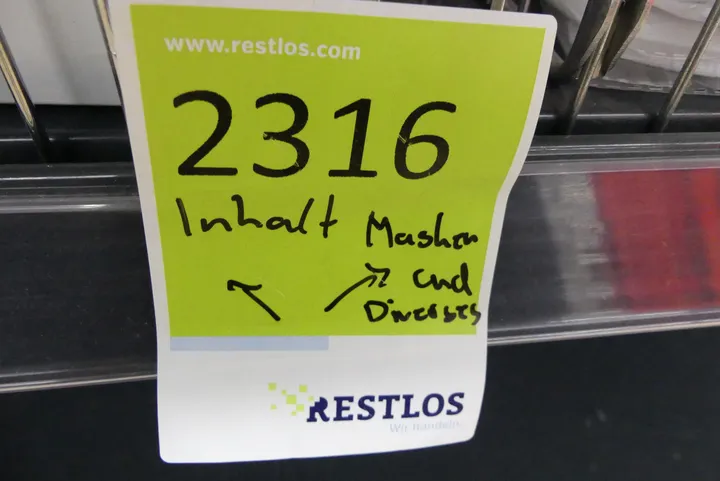 www.restlos.com
2316
Inhalt
Masken
und
Diverses
RESTLOS
Wir handeln.